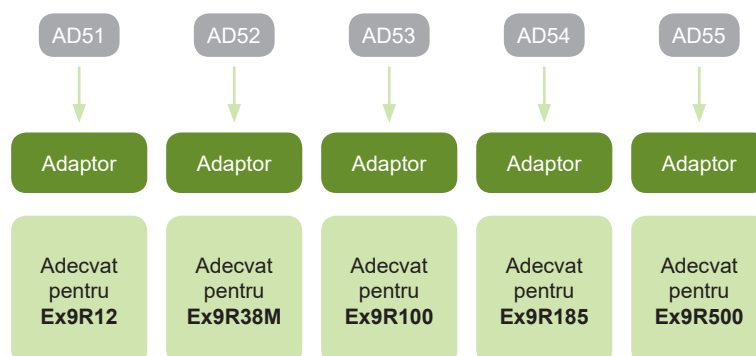 AD51 AD52 AD53 AD54 AD55
Adaptor Adaptor Adaptor Adaptor Adaptor
Adecvat Adecvat Adecvat Adecvat Adecvat
pentru pentru pentru pentru pentru
Ex9R12 Ex9R38M Ex9R100 Ex9R185 Ex9R500